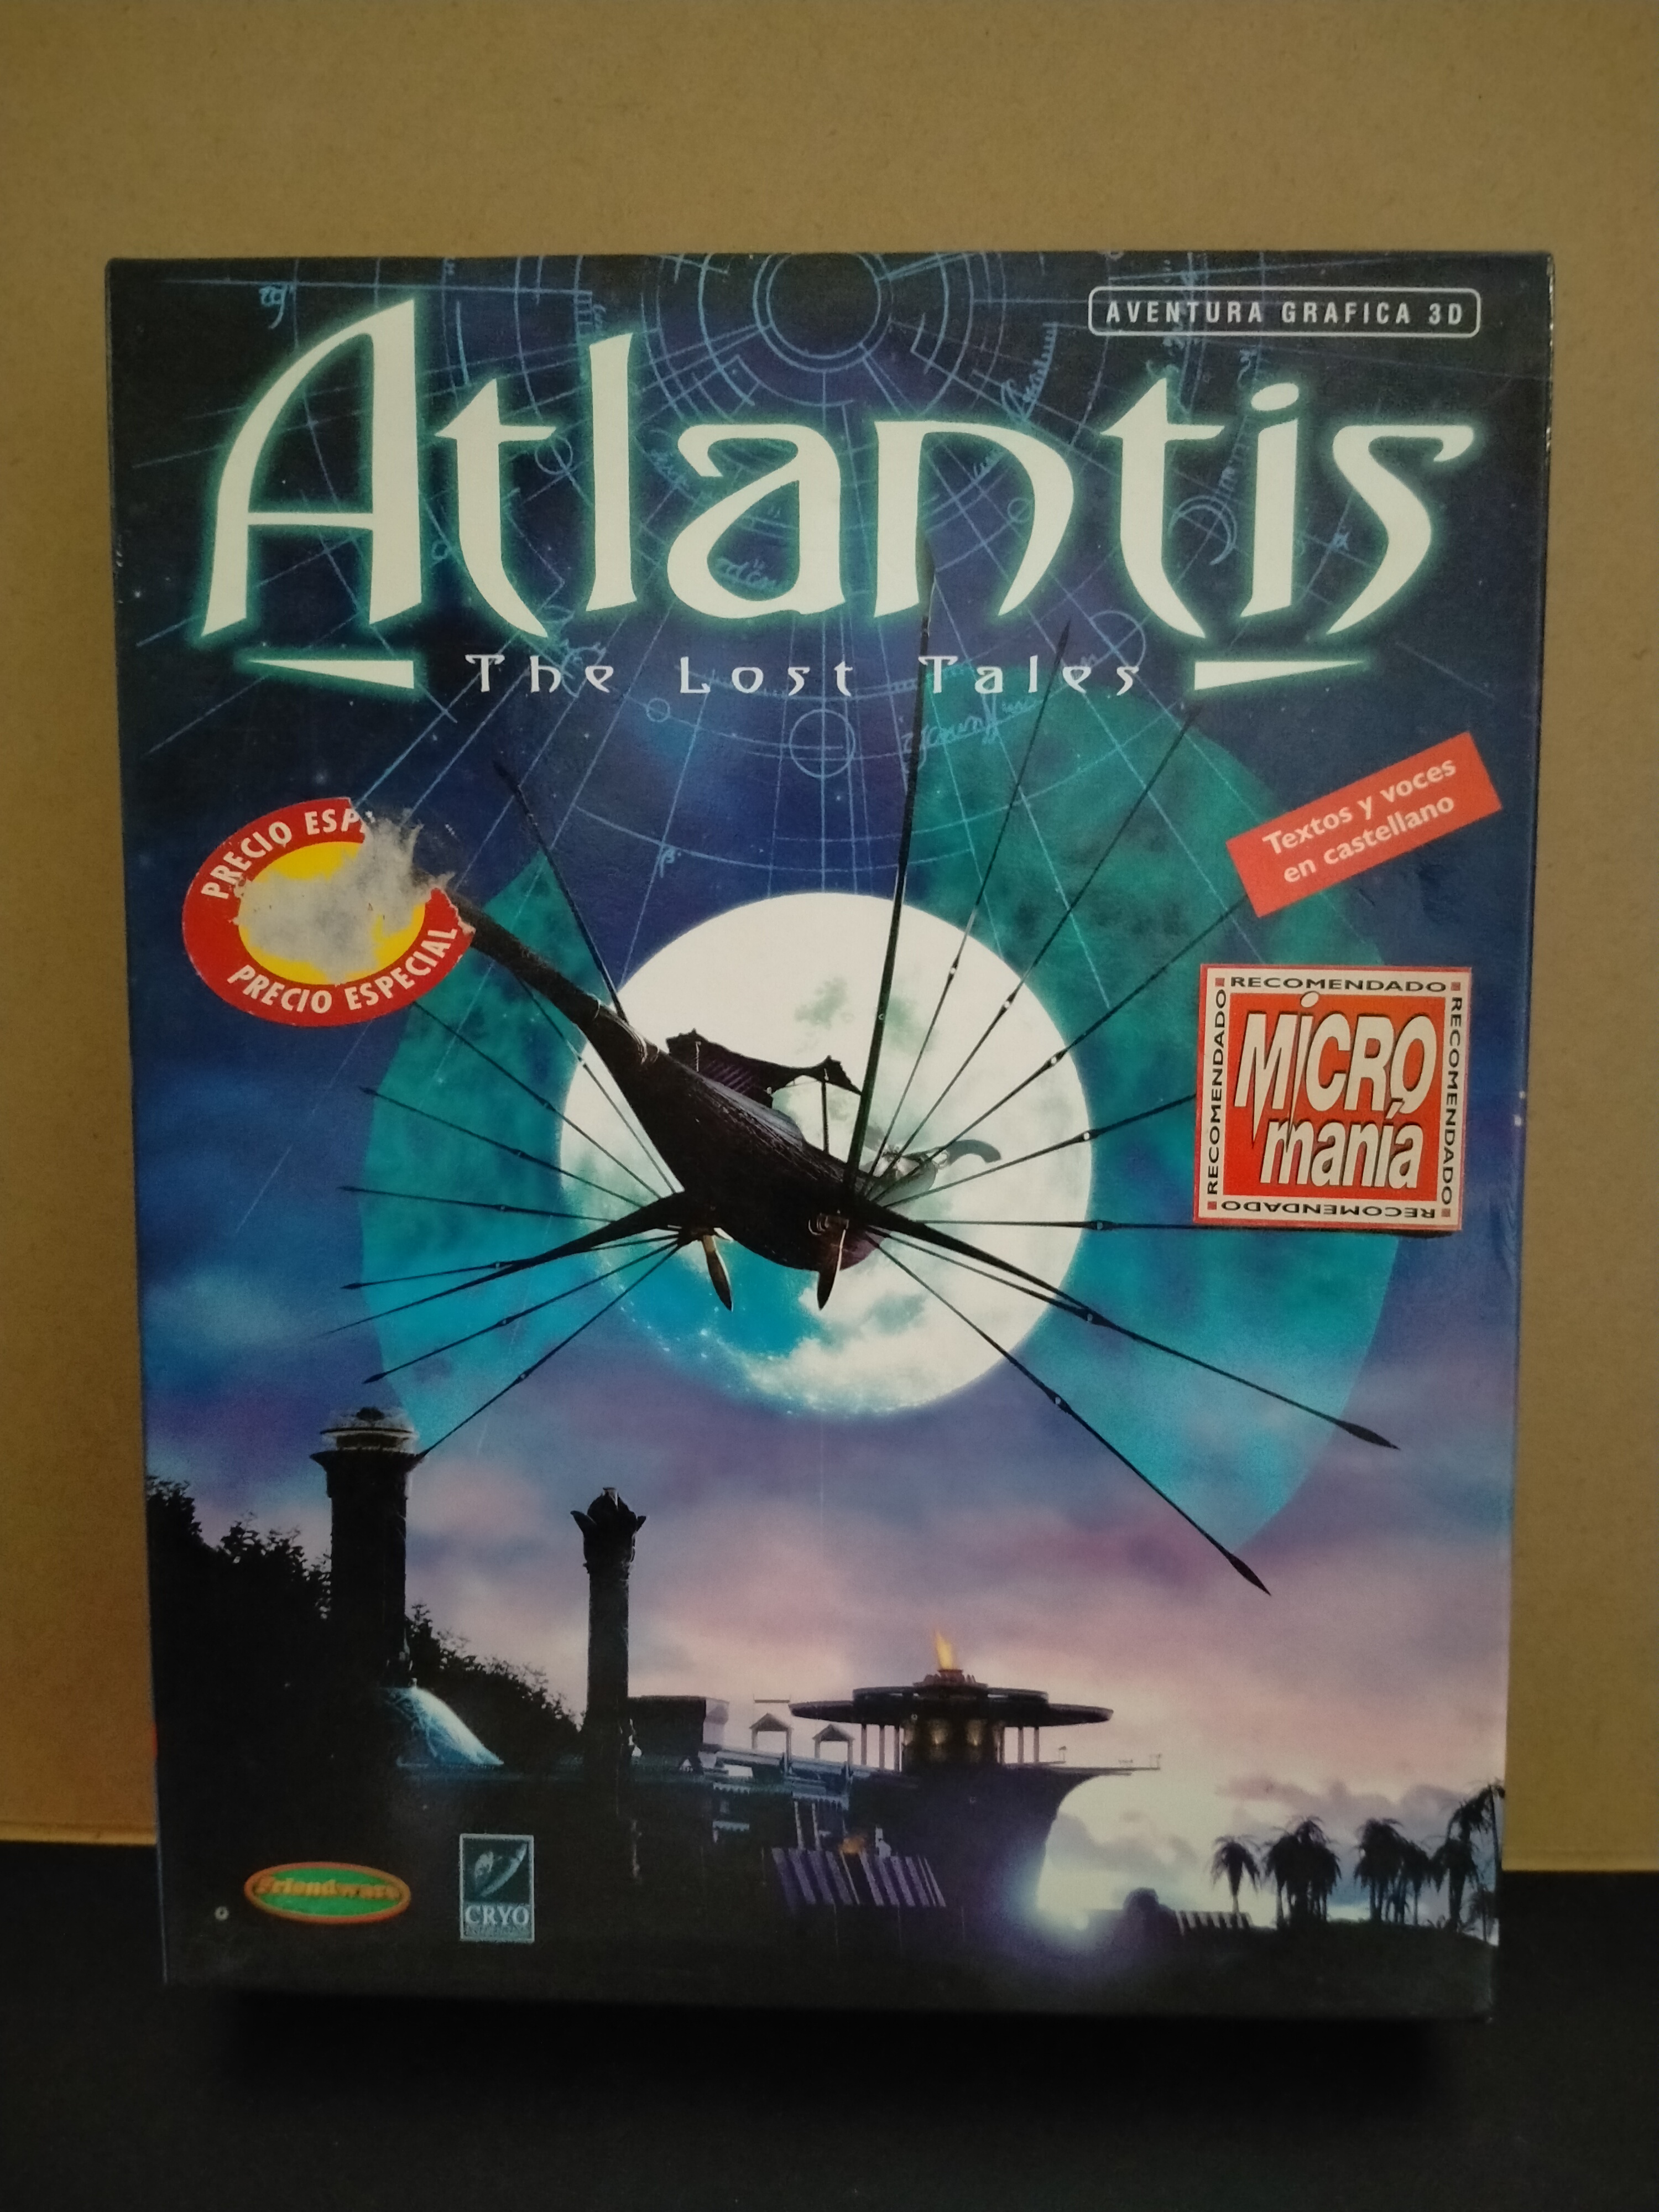 AVENTURA GRAFICA 3D
Atlantis
The Lost Tales
Textos y voces
en castellano
PRECIO
PRECIO ESPECIAL
RECOMENDADO
RECOMENDADO
RECOMENDADO
RECOMENDADO
MiCRO
manía
Friendware
CRYO